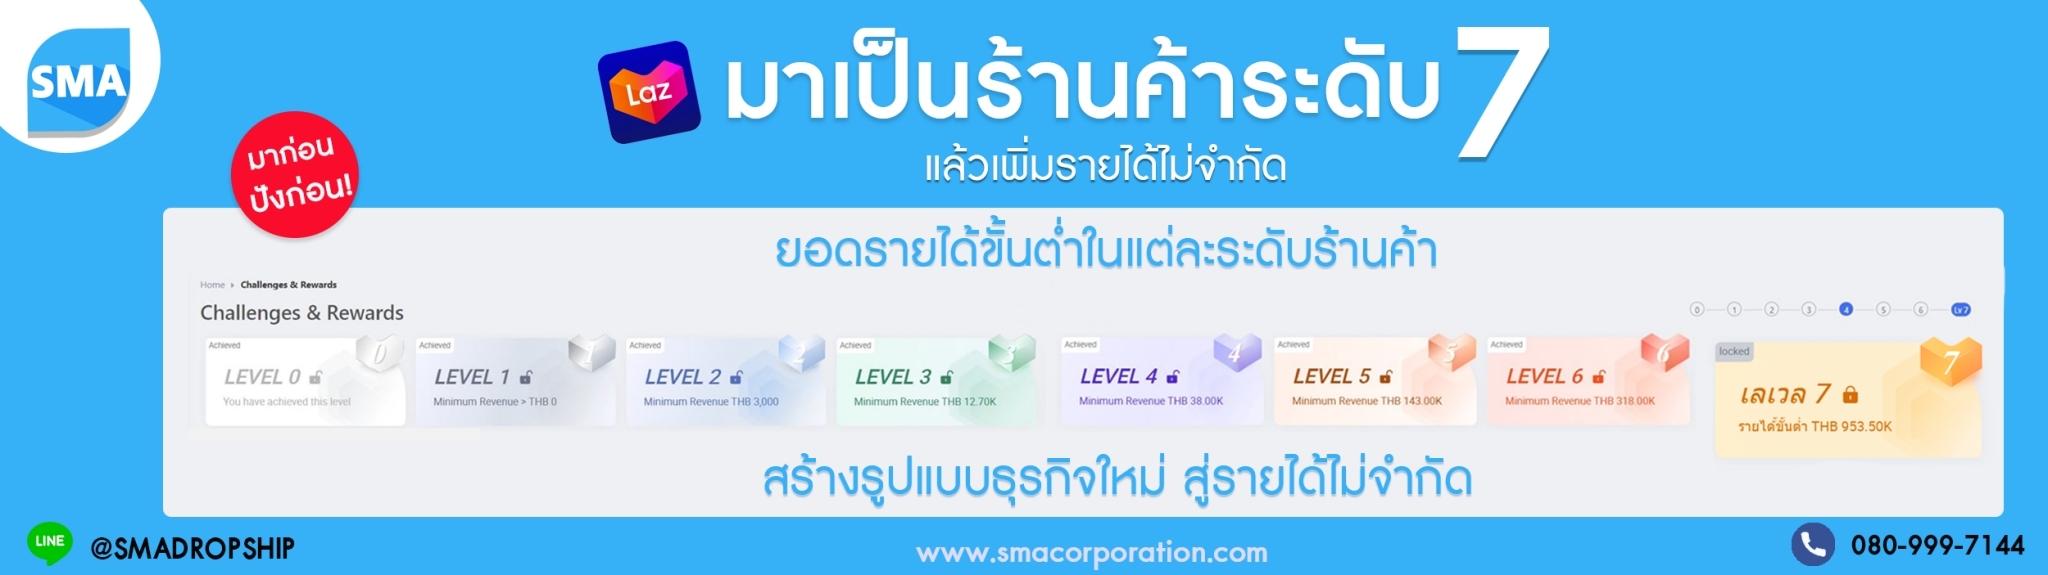 SMA
Laz
มาเป็นร้านค้าระดับ 7
แล้วเพิ่มรายได้ไม่จำกัด
มาก่อน
ปังก่อน!
ยอดรายได้ขั้นต่ำในแต่ละระดับร้านค้า
Home Challenges & Rewards
Challenges & Rewards
0 1 2 3 4 5 6 Lv7
Achieved
0
LEVEL 0
You have achieved this level
Achieved
1
LEVEL 1
Minimum Revenue > THB 0
Achieved
2
LEVEL 2
Minimum Revenue THB 3,000
Achieved
3
LEVEL 3
Minimum Revenue THB 12.70K
Achieved
4
LEVEL 4
Minimum Revenue THB 38.00K
Achieved
5
LEVEL 5
Minimum Revenue THB 143.00K
Achieved
6
LEVEL 6
Minimum Revenue THB 318.00K
locked
7
เลเวล 7
รายได้ขั้นต่ำ THB 953.50K
สร้างรูปแบบธุรกิจใหม่ สู่รายได้ไม่จำกัด
LINE @SMADROPSHIP
www.smacorporation.com
080-999-7144